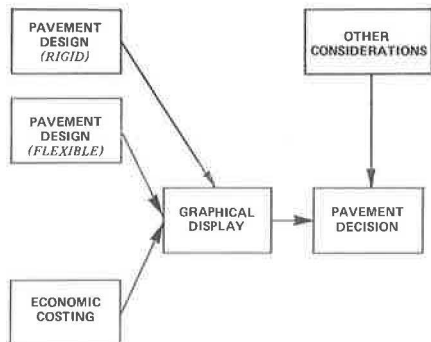 PAVEMENT
DESIGN
(RIGID)
OTHER
CONSIDERATIONS
PAVEMENT
DESIGN
(FLEXIBLE)
GRAPHICAL
DISPLAY
PAVEMENT
DECISION
ECONOMIC
COSTING